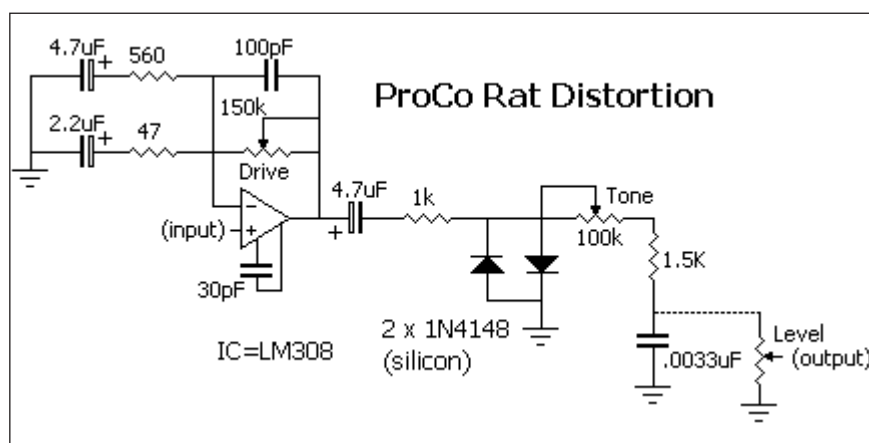 4.7uF
+
560
100pF
ProCo Rat Distortion
150k
2.2uF
+
47
Drive
4.7uF
+
1k
Tone
100k
(input)
−
+
30pF
1.5K
2 x 1N4148
(silicon)
IC=LM308
.0033uF
Level
(output)